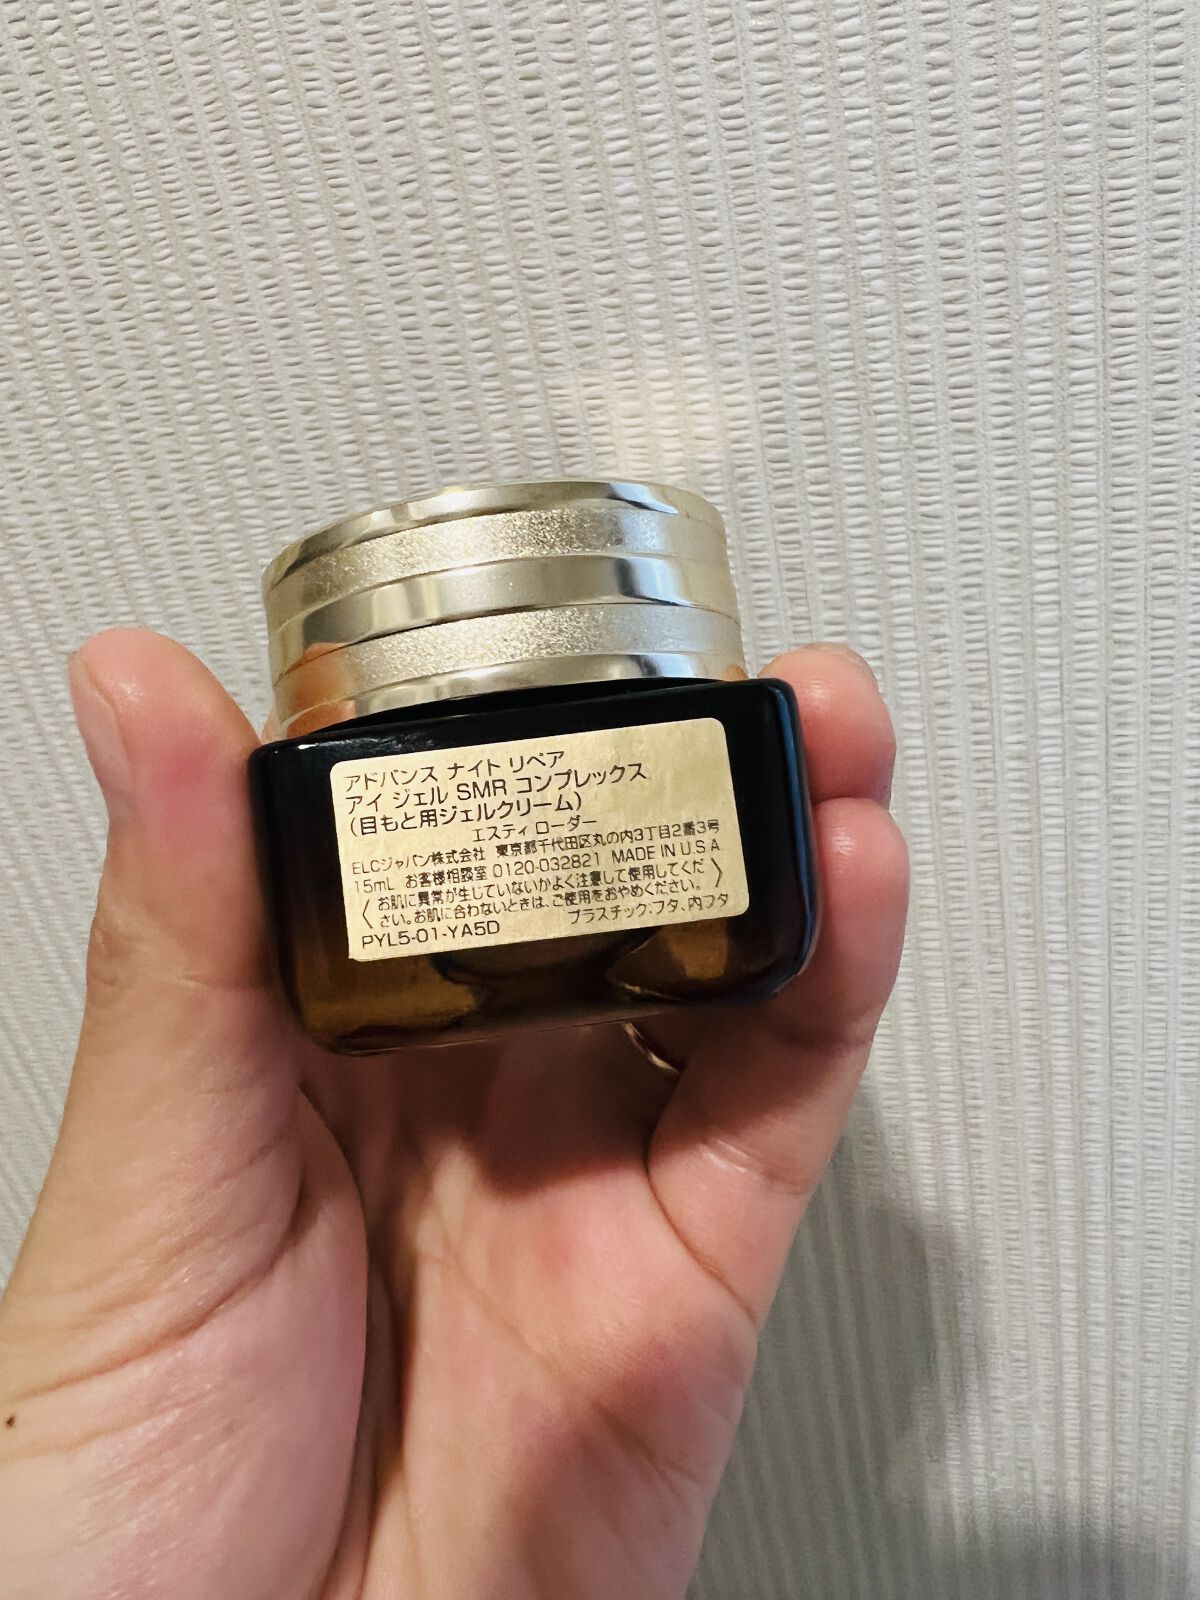 アドバンス ナイト リペア
アイ ジェル SMR コンプレックス
(目もと用ジェルクリーム)
エスティ ローダー
ELCジャパン株式会社 東京都千代田区丸の内3丁目2番3号
15mL お客様相談室 0120-032821 MADE IN U.S A
〈お肌に異常が生じていないかよく注意して使用してくだ
さい。お肌に合わないときは、ご使用をおやめください。〉
PYL5-01-YA5D プラスチック:フタ、内フタ